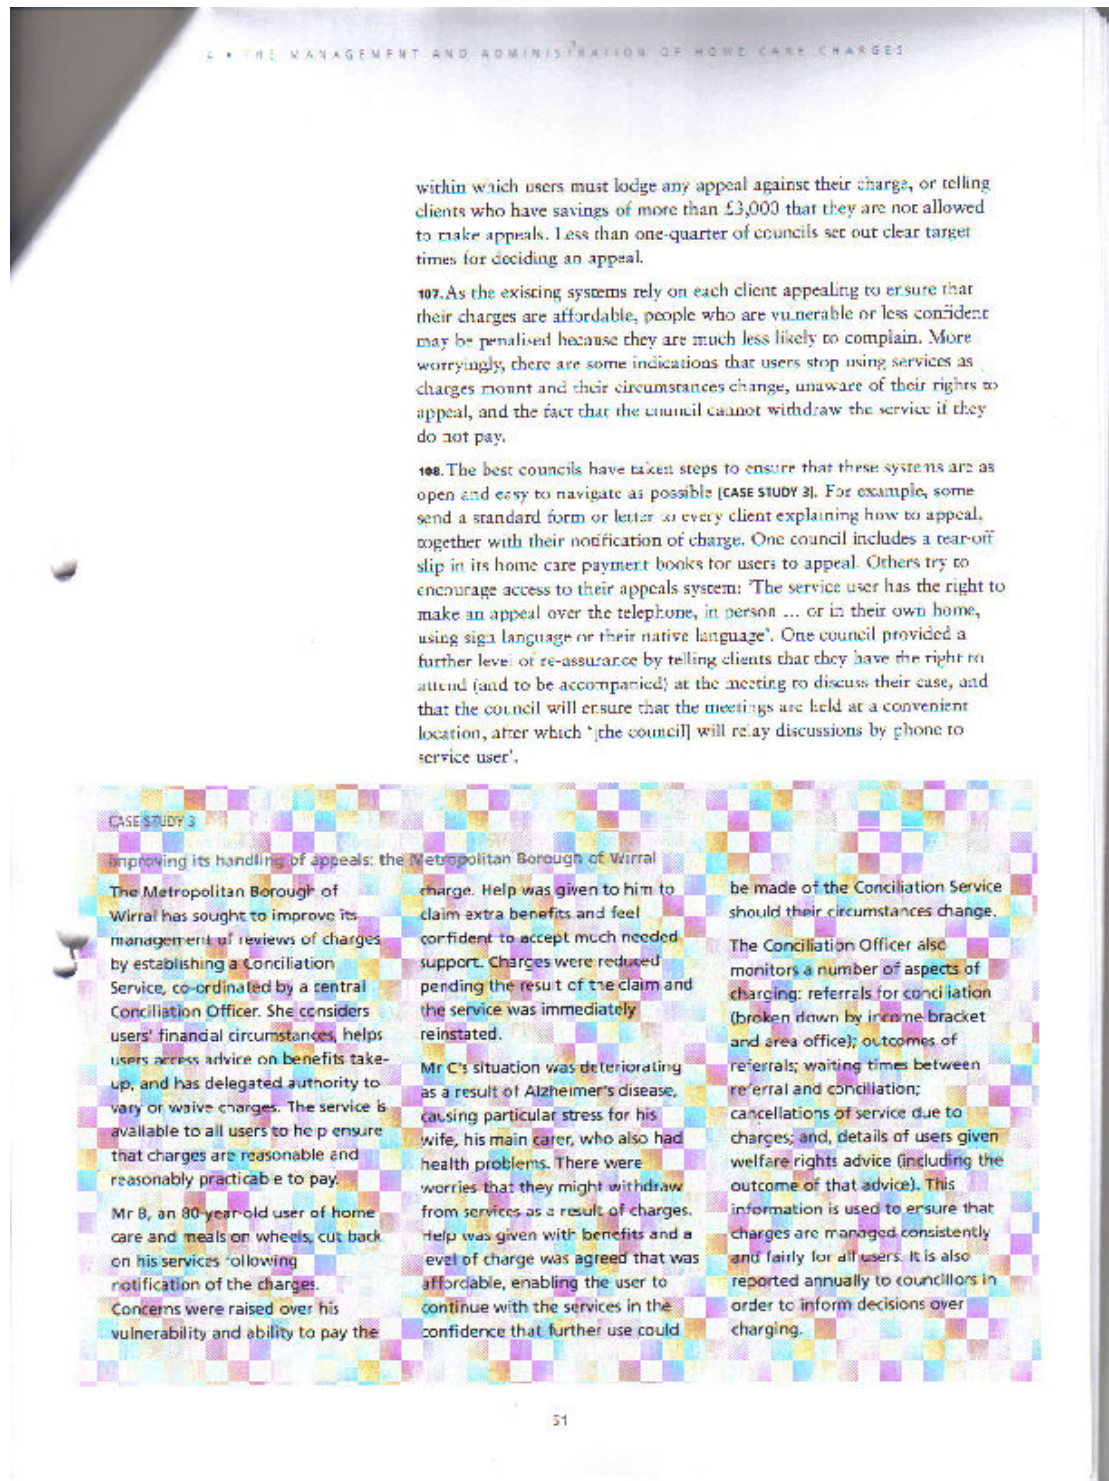 4 • THE MANAGEMENT AND ADMINISTRATION OF HOME CARE CHARGES
within which users must lodge any appeal against their charge, or telling
clients who have savings of more than £3,000 that they are not allowed
to make appeals. Less than one-quarter of councils set out clear target
times for deciding an appeal.
107. As the existing systems rely on each client appealing to ensure that
their charges are affordable, people who are vulnerable or less confident
may be penalised because they are much less likely to complain. More
worryingly, there are some indications that users stop using services as
charges mount and their circumstances change, unaware of their rights to
appeal, and the fact that the council cannot withdraw the service if they
do not pay.
108. The best councils have taken steps to ensure that these systems are as
open and easy to navigate as possible [CASE STUDY 3]. For example, some
send a standard form or letter to every client explaining how to appeal,
together with their notification of charge. One council includes a tear-off
slip in its home care payment books for users to appeal. Others try to
encourage access to their appeals system: 'The service user has the right to
make an appeal over the telephone, in person ... or in their own home,
using sign language or their native language'. One council provided a
further level of re-assurance by telling clients that they have the right to
attend (and to be accompanied) at the meeting to discuss their case, and
that the council will ensure that the meetings are held at a convenient
location, after which '[the council] will relay discussions by phone to
service user'.
CASE STUDY 3
Improving its handling of appeals: the Metropolitan Borough of Wirral
The Metropolitan Borough of
Wirral has sought to improve its
management of reviews of charges
by establishing a Conciliation
Service, co-ordinated by a central
Conciliation Officer. She considers
users' financial circumstances, helps
users access advice on benefits take-
up, and has delegated authority to
vary or waive charges. The service is
available to all users to help ensure
that charges are reasonable and
reasonably practicable to pay.
Mr B, an 80-year-old user of home
care and meals on wheels, cut back
on his services following
notification of the charges.
Concerns were raised over his
vulnerability and ability to pay the
charge. Help was given to him to
claim extra benefits and feel
confident to accept much needed
support. Charges were reduced
pending the result of the claim and
the service was immediately
reinstated.
Mr C's situation was deteriorating
as a result of Alzheimer's disease,
causing particular stress for his
wife, his main carer, who also had
health problems. There were
worries that they might withdraw
from services as a result of charges.
Help was given with benefits and a
level of charge was agreed that was
affordable, enabling the user to
continue with the services in the
confidence that further use could
be made of the Conciliation Service
should their circumstances change.
The Conciliation Officer also
monitors a number of aspects of
charging: referrals for conciliation
(broken down by income bracket
and area office); outcomes of
referrals; waiting times between
referral and conciliation;
cancellations of service due to
charges; and, details of users given
welfare rights advice (including the
outcome of that advice). This
information is used to ensure that
charges are managed consistently
and fairly for all users. It is also
reported annually to councillors in
order to inform decisions over
charging.
51